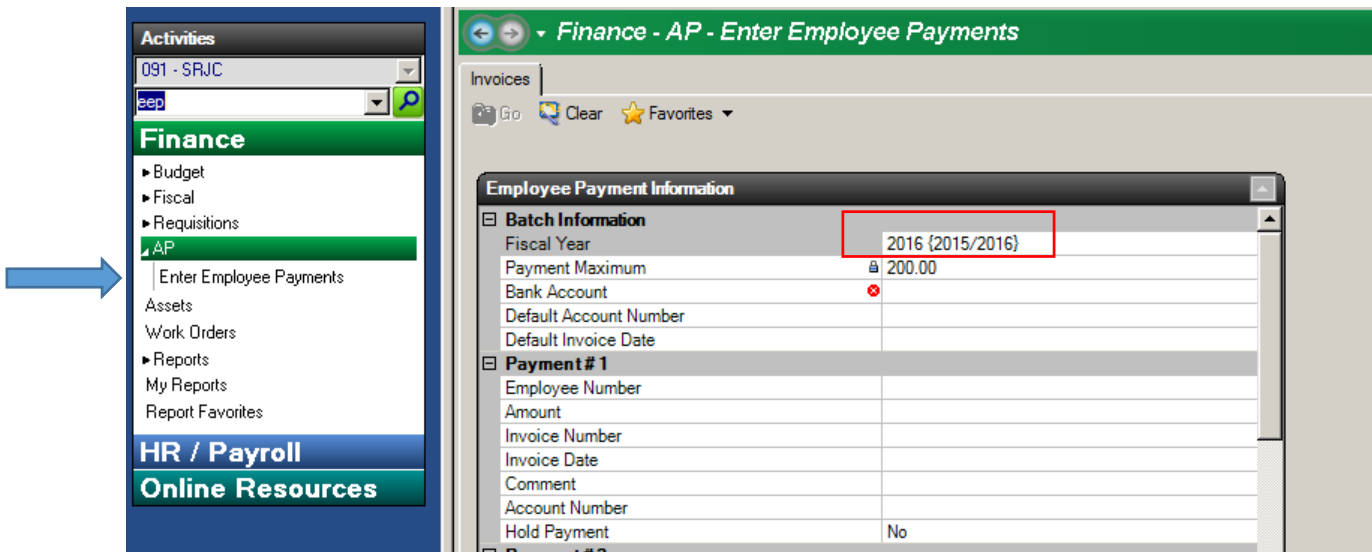 Activities
091 - SRJC
eep
Finance
Budget
Fiscal
Requisitions
AP
Enter Employee Payments
Assets
Work Orders
Reports
My Reports
Report Favorites
HR / Payroll
Online Resources
Finance - AP - Enter Employee Payments
Invoices
Go Clear Favorites
Employee Payment Information
Batch Information
Fiscal Year 2016 {2015/2016}
Payment Maximum 200.00
Bank Account
Default Account Number
Default Invoice Date
Payment # 1
Employee Number
Amount
Invoice Number
Invoice Date
Comment
Account Number
Hold Payment No